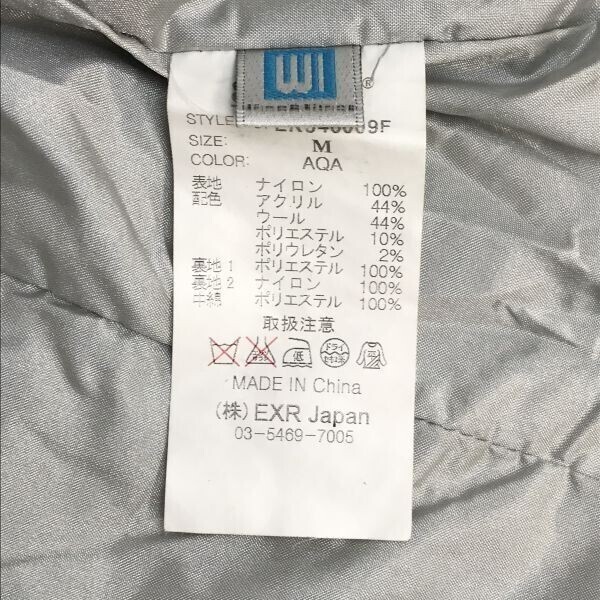 ®
STYLE
SIZE: M
COLOR: AQA
表地 ナイロン 100%
配色 アクリル 44%
ウール 44%
ポリエステル 10%
ポリウレタン 2%
裏地1 ポリエステル 100%
裏地2 ナイロン 100%
中綿 ポリエステル 100%
取扱注意
低 ドライ
MADE IN China
(株) EXR Japan
03-5469-7005